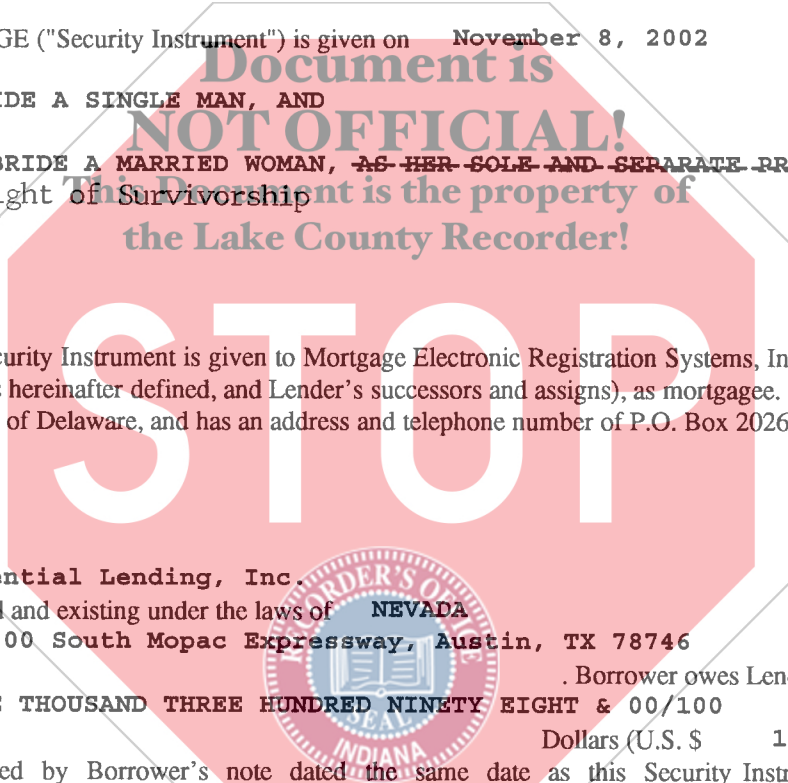 GE ("Security Instrument") is given on November 8, 2002
Document is
IDE A SINGLE MAN, AND
NOT OFFICIAL!
BRIDE A MARRIED WOMAN, AS HER SOLE AND SEPARATE PR
ght of Survivorship
This Document is the property of
the Lake County Recorder!
STOP
curity Instrument is given to Mortgage Electronic Registration Systems, In
s hereinafter defined, and Lender's successors and assigns), as mortgagee.
of Delaware, and has an address and telephone number of P.O. Box 2026
ential Lending, Inc.
d and existing under the laws of NEVADA
00 South Mopac Expressway, Austin, TX 78746
. Borrower owes Len
THOUSAND THREE HUNDRED NINETY EIGHT & 00/100
Dollars (U.S. $ 1
ed by Borrower's note dated the same date as this Security Instr
RECORDER'S OFFICE
SEAL
INDIANA